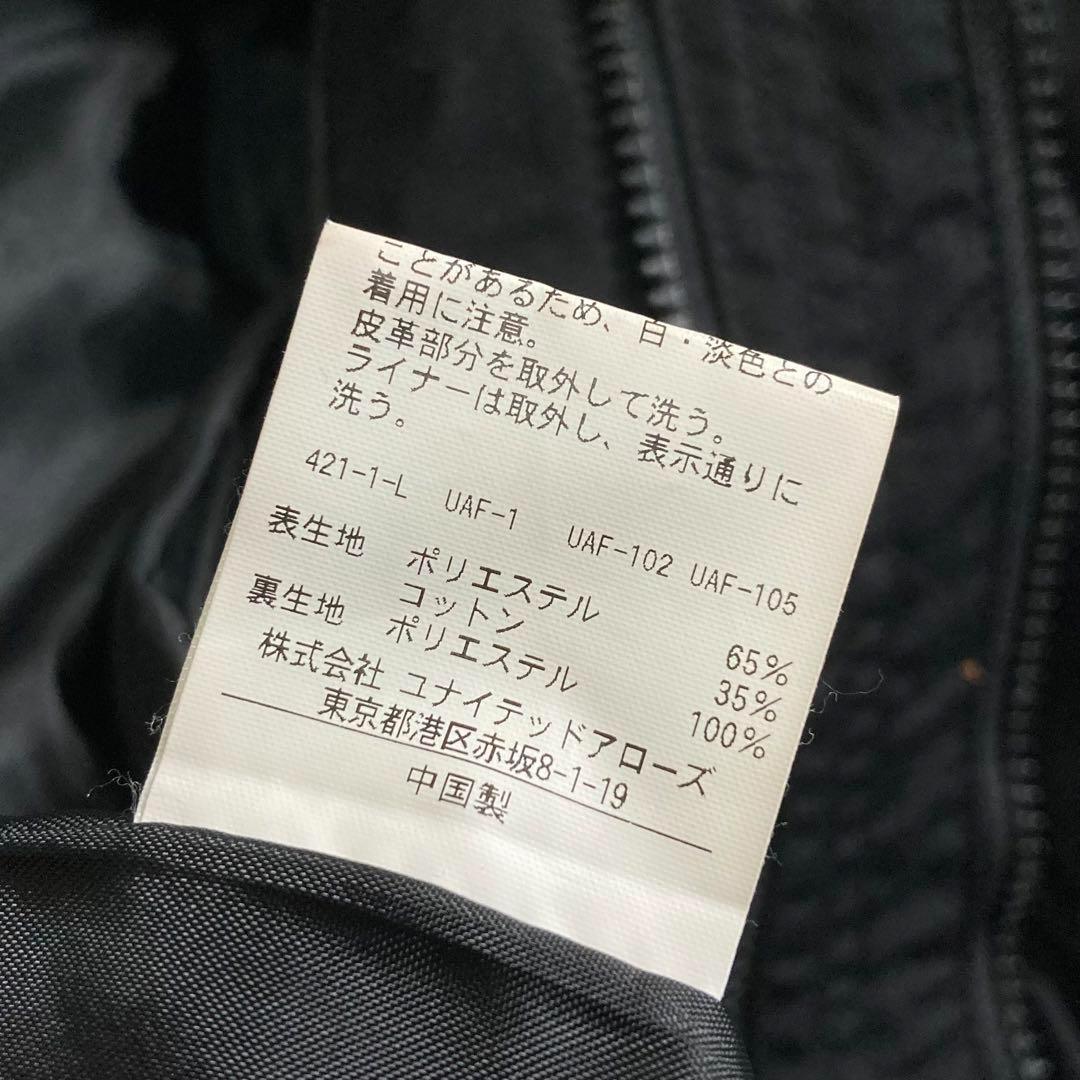 ことがあるため、白・淡色との
着用に注意。
皮革部分を取外して洗う。
ライナーは取外し、表示通りに
洗う。
421-1-L UAF-1 UAF-102 UAF-105
表生地 ポリエステル 65%
コットン 35%
裏生地 ポリエステル 100%
株式会社 ユナイテッドアローズ
東京都港区赤坂8-1-19
中国製